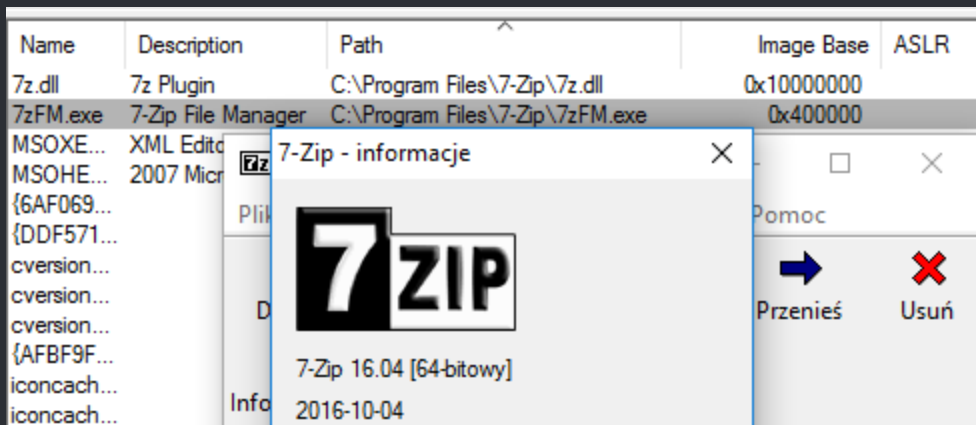 Name Description Path Image Base ASLR
7z.dll 7z Plugin C:\Program Files\7-Zip\7z.dll 0x10000000
7zFM.exe 7-Zip File Manager C:\Program Files\7-Zip\7zFM.exe 0x400000
MSOXE... XML Edito
MSOHE... 2007 Micr
{6AF069...
{DDF571...
cversion...
cversion...
cversion...
{AFBF9F...
iconcach...
iconcach...
7z
Plik Pomoc
D Przenieś Usuń
Info
7-Zip - informacje
7 ZIP
7-Zip 16.04 [64-bitowy]
2016-10-04